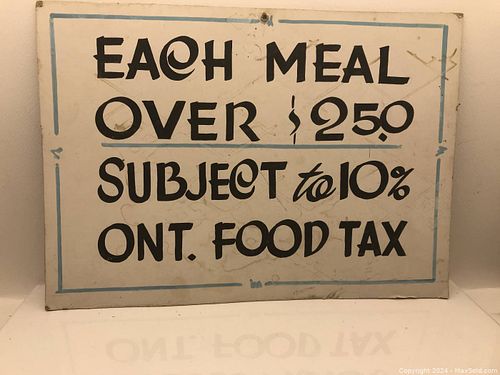 EACH MEAL
OVER $2.50
SUBJECT to 10%
ONT. FOOD TAX
Copyright 2024 - MaxSold.com